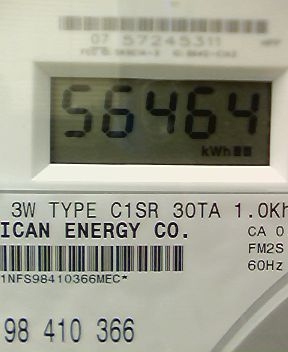 07 57245311
56464
kWh
3W TYPE C1SR 30TA 1.0Kh
ICAN ENERGY CO.
CA 0
FM2S
60Hz
1NFS98410366MEC*
98 410 366